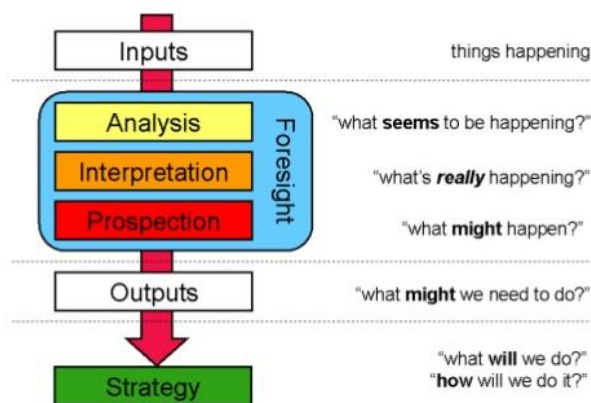 Inputs
things happening
Analysis
“what seems to be happening?”
Foresight
Interpretation
“what’s really happening?”
Prospection
“what might happen?”
Outputs
“what might we need to do?”
Strategy
“what will we do?”
“how will we do it?”